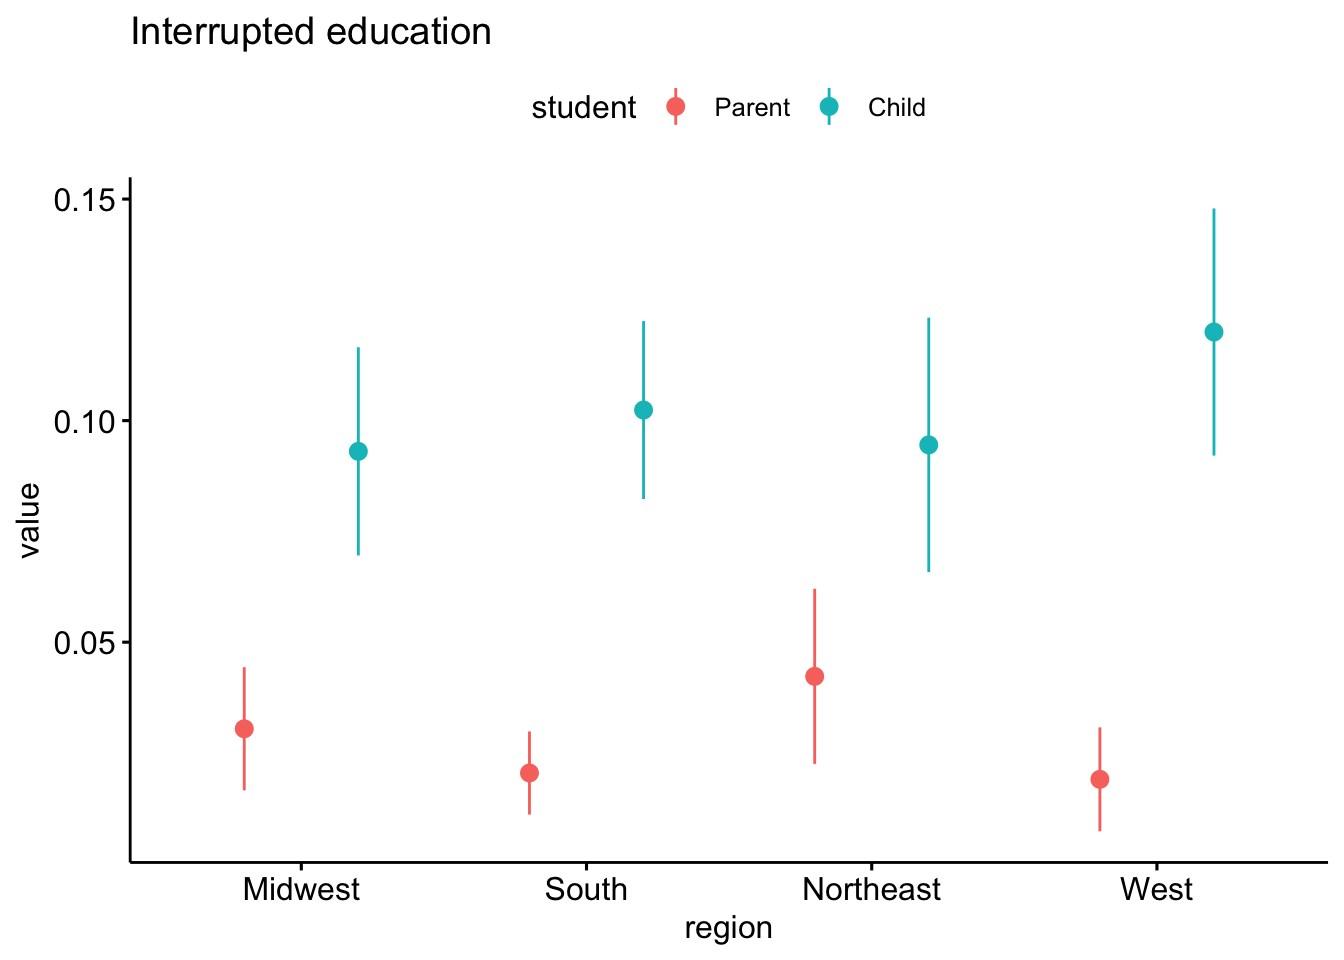 Interrupted education
student Parent Child
0.15
0.10
0.05
value
Midwest South Northeast West
region